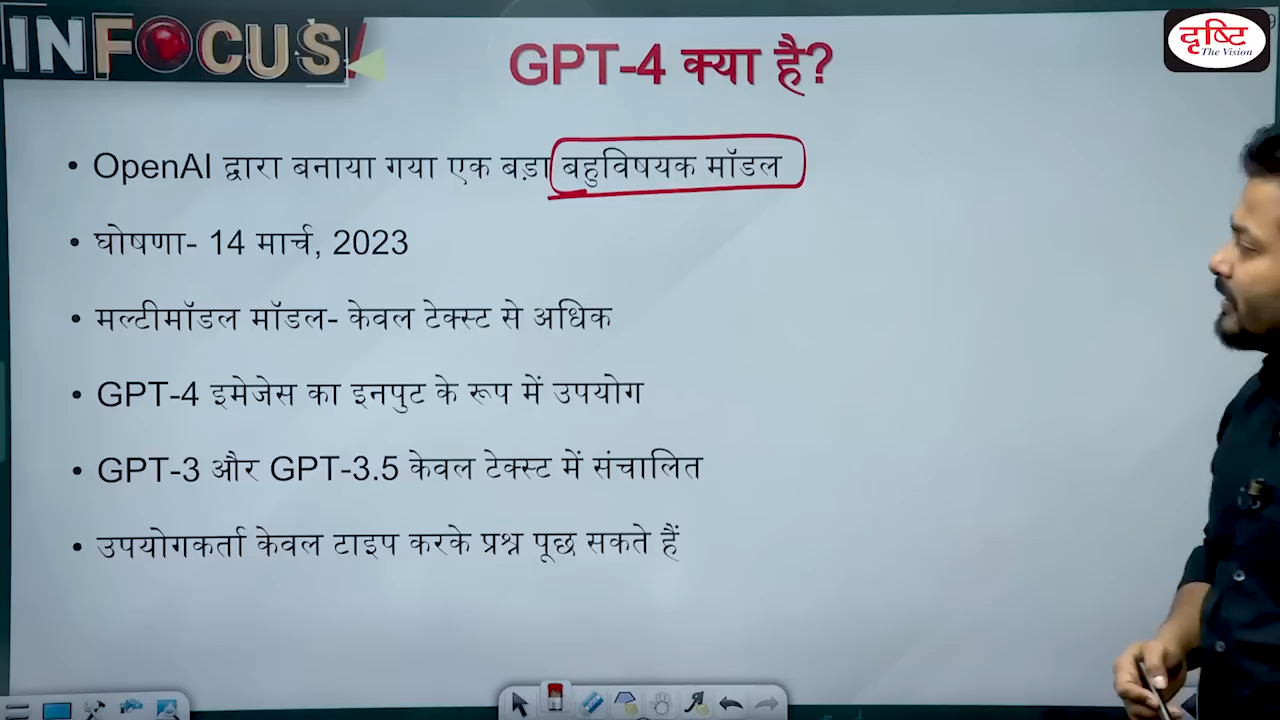 INFOCUS!
GPT-4 क्या है?
दृष्टि
The Vision
• OpenAI द्वारा बनाया गया एक बड़ा बहुविषयक मॉडल
• घोषणा- 14 मार्च, 2023
• मल्टीमॉडल मॉडल- केवल टेक्स्ट से अधिक
• GPT-4 इमेजेस का इनपुट के रूप में उपयोग
• GPT-3 और GPT-3.5 केवल टेक्स्ट में संचालित
• उपयोगकर्ता केवल टाइप करके प्रश्न पूछ सकते हैं